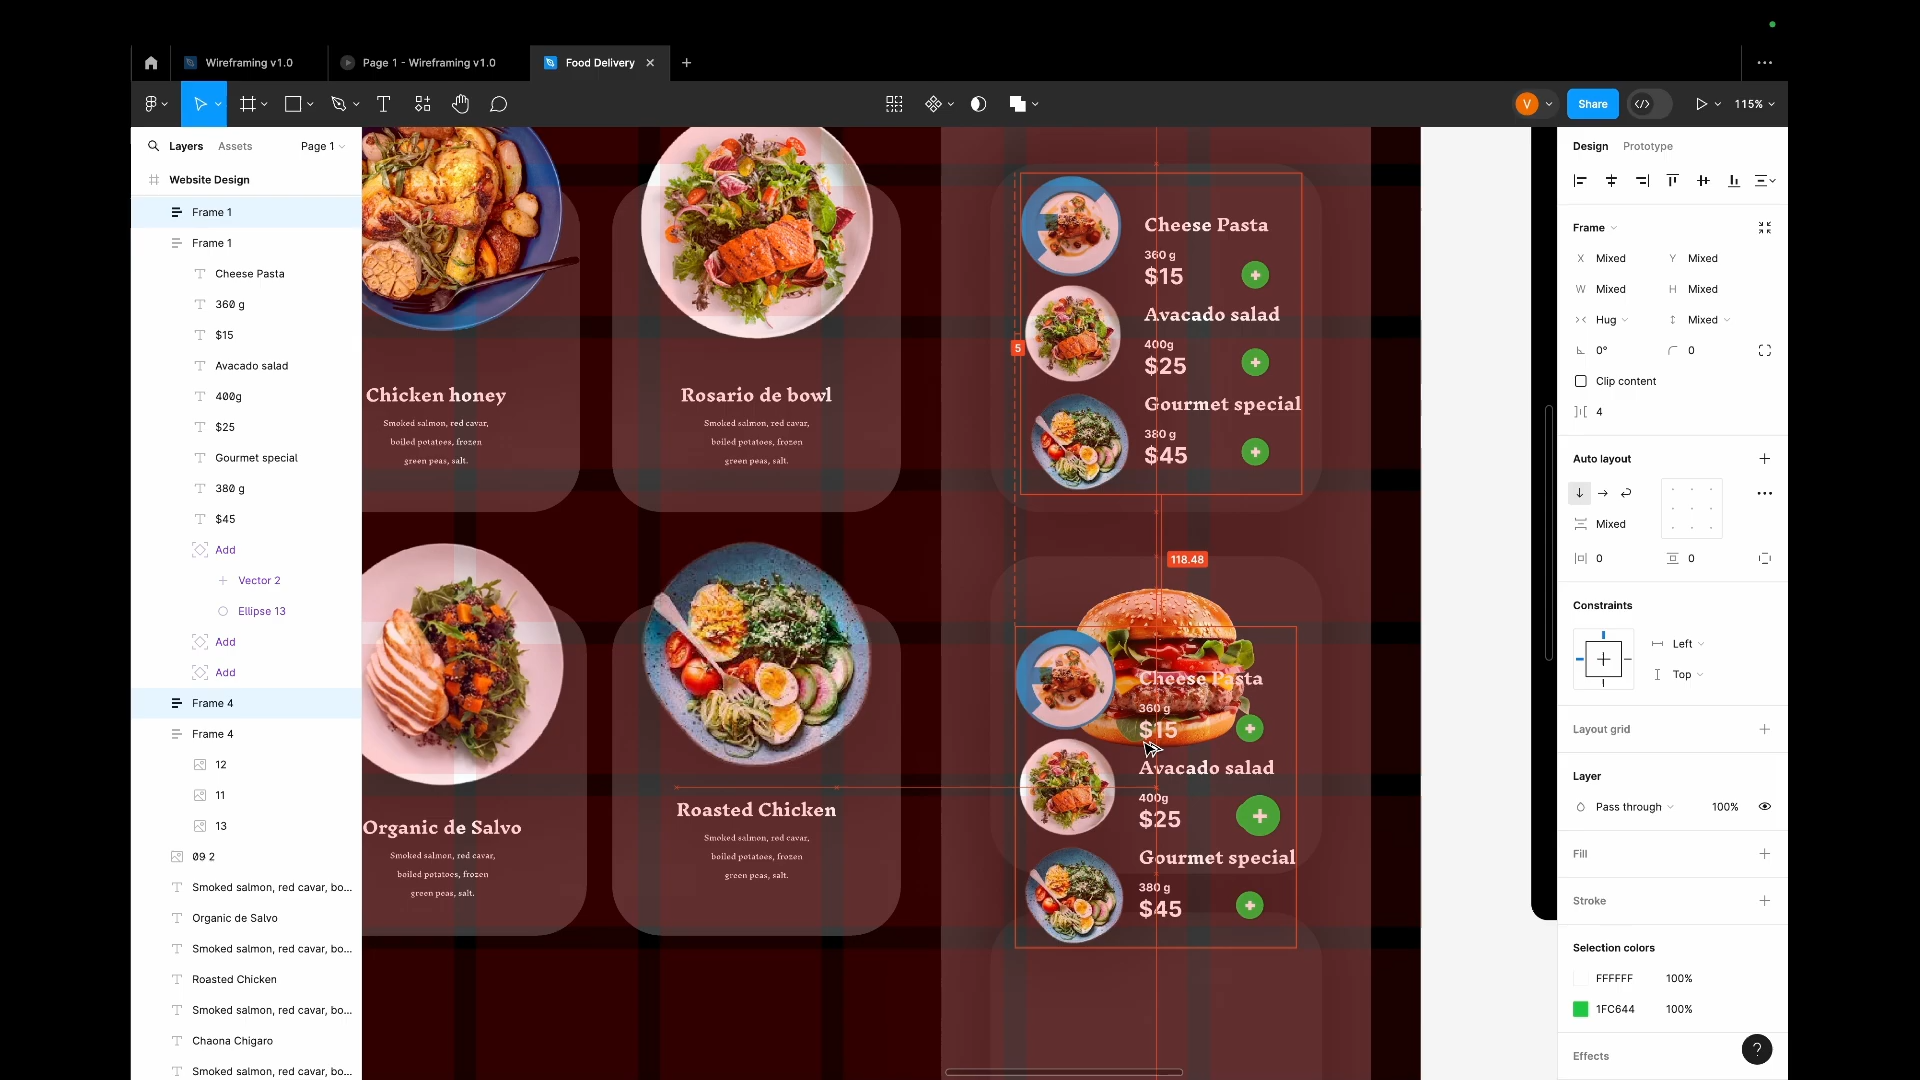 Wireframing v1.0
Page 1 - Wireframing v1.0
Food Delivery
V
Share
115%
Layers
Assets
Page 1
Website Design
Frame 1
Frame 1
Cheese Pasta
360 g
$15
Avacado salad
400g
$25
Gourmet special
380 g
$45
Add
Vector 2
Ellipse 13
Add
Add
Frame 4
Frame 4
12
11
13
09 2
Smoked salmon, red cavar, bo...
Organic de Salvo
Smoked salmon, red cavar, bo...
Roasted Chicken
Smoked salmon, red cavar, bo...
Chaona Chigaro
Smoked salmon, red cavar, bo...
Chicken honey
Smoked salmon, red cavar,
boiled potatoes, frozen
green peas, salt.
Rosario de bowl
Smoked salmon, red cavar,
boiled potatoes, frozen
green peas, salt.
Organic de Salvo
Smoked salmon, red cavar,
boiled potatoes, frozen
green peas, salt.
Roasted Chicken
Smoked salmon, red cavar,
boiled potatoes, frozen
green peas, salt.
Cheese Pasta
360 g
$15
Avacado salad
400g
$25
Gourmet special
380 g
$45
5
118.48
Cheese Pasta
360 g
$15
Avacado salad
400g
$25
Gourmet special
380 g
$45
Design
Prototype
Frame
X Mixed
Y Mixed
W Mixed
H Mixed
Hug
Mixed
0°
0
Clip content
4
Auto layout
Mixed
0
0
Constraints
Left
Top
Layout grid
Layer
Pass through
100%
Fill
Stroke
Selection colors
FFFFFF 100%
1FC644 100%
Effects
?